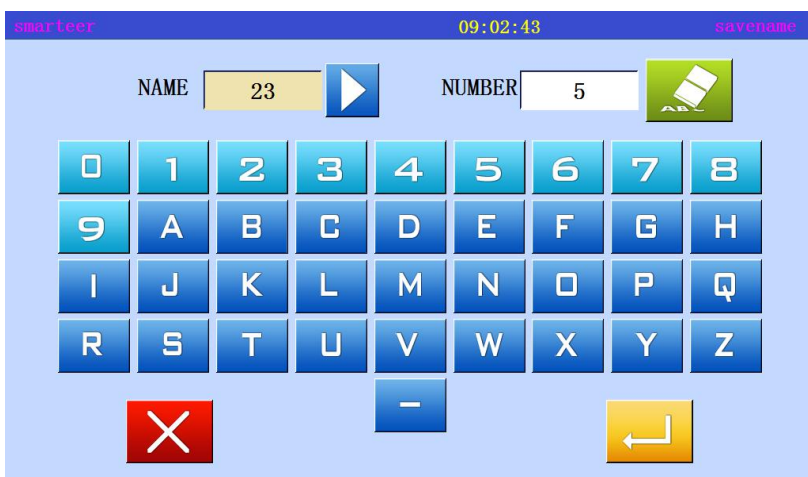 smarteer 09:02:43 savename
NAME 23 NUMBER 5 ABC
0 1 2 3 4 5 6 7 8
9 A B C D E F G H
I J K L M N O P Q
R S T U V W X Y Z
-